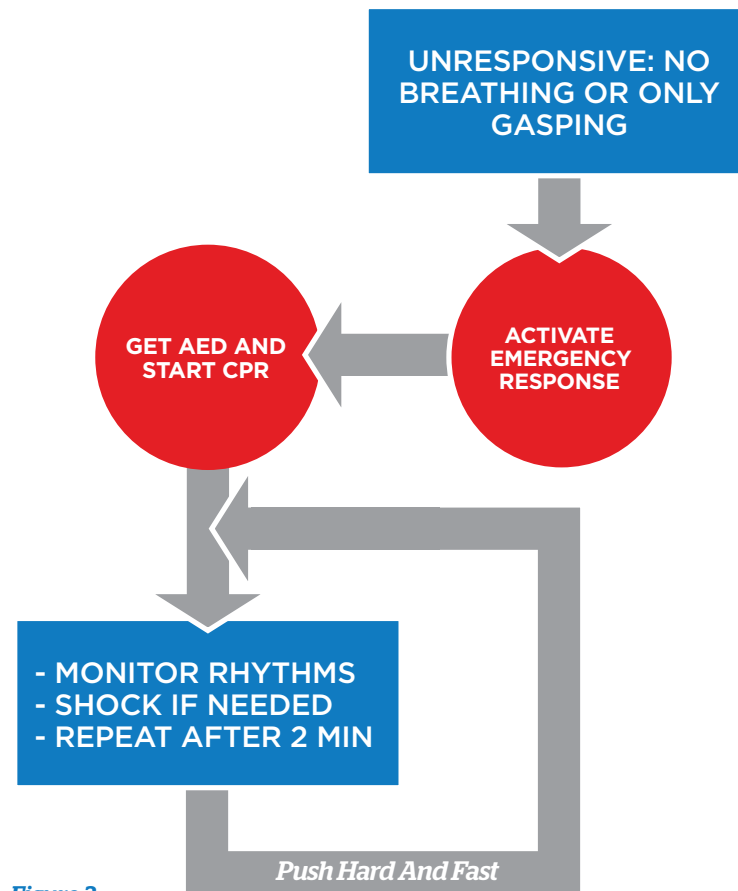 UNRESPONSIVE: NO
BREATHING OR ONLY
GASPING
ACTIVATE
EMERGENCY
RESPONSE
GET AED AND
START CPR
- MONITOR RHYTHMS
- SHOCK IF NEEDED
- REPEAT AFTER 2 MIN
Push Hard And Fast